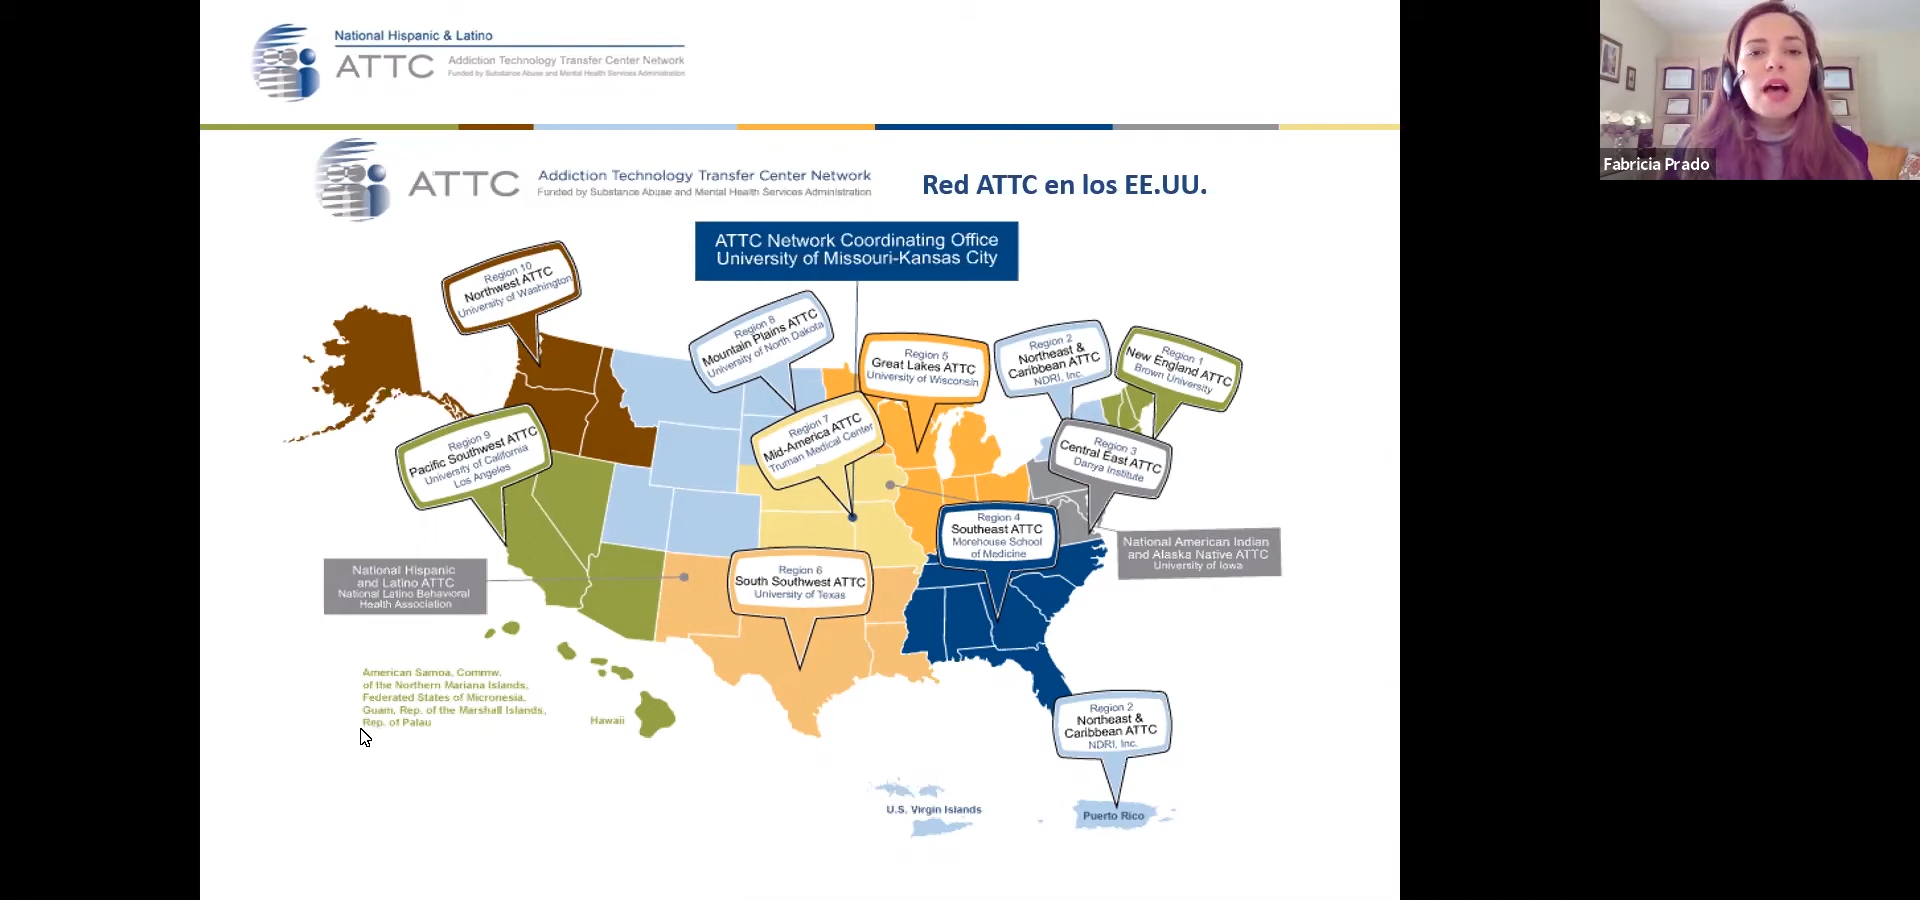 National Hispanic & Latino
ATTC
Addiction Technology Transfer Center Network
Funded by Substance Abuse and Mental Health Services Administration
Fabricia Prado
ATTC
Addiction Technology Transfer Center Network
Funded by Substance Abuse and Mental Health Services Administration
Red ATTC en los EE.UU.
ATTC Network Coordinating Office
University of Missouri-Kansas City
Region 10
Northwest ATTC
University of Washington
Region 8
Mountain Plains ATTC
University of North Dakota
Region 5
Great Lakes ATTC
University of Wisconsin
Region 2
Northeast &
Caribbean ATTC
NDRI, Inc.
Region 1
New England ATTC
Brown University
Region 9
Pacific Southwest ATTC
University of California
Los Angeles
Region 7
Mid-America ATTC
Truman Medical Center
Region 3
Central East ATTC
Danya Institute
Region 4
Southeast ATTC
Morehouse School
of Medicine
National American Indian
and Alaska Native ATTC
University of Iowa
National Hispanic
and Latino ATTC
National Latino Behavioral
Health Association
Region 6
South Southwest ATTC
University of Texas
American Samoa, Commw.
of the Northern Mariana Islands,
Federated States of Micronesia,
Guam, Rep. of the Marshall Islands,
Rep. of Palau
Hawaii
Region 2
Northeast &
Caribbean ATTC
NDRI, Inc.
U.S. Virgin Islands
Puerto Rico